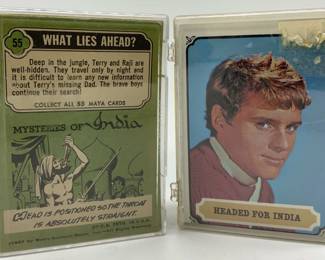 55
WHAT LIES AHEAD?
Deep in the jungle, Terry and Raji are
well-hidden. They travel only by night and
it is difficult to learn any new information
about Terry's missing Dad. The brave boys
continue their search!
COLLECT ALL 55 MAYA CARDS
MYSTERIES OF India
HEAD IS POSITIONED SO THE THROAT
IS ABSOLUTELY STRAIGHT.
HEADED FOR INDIA